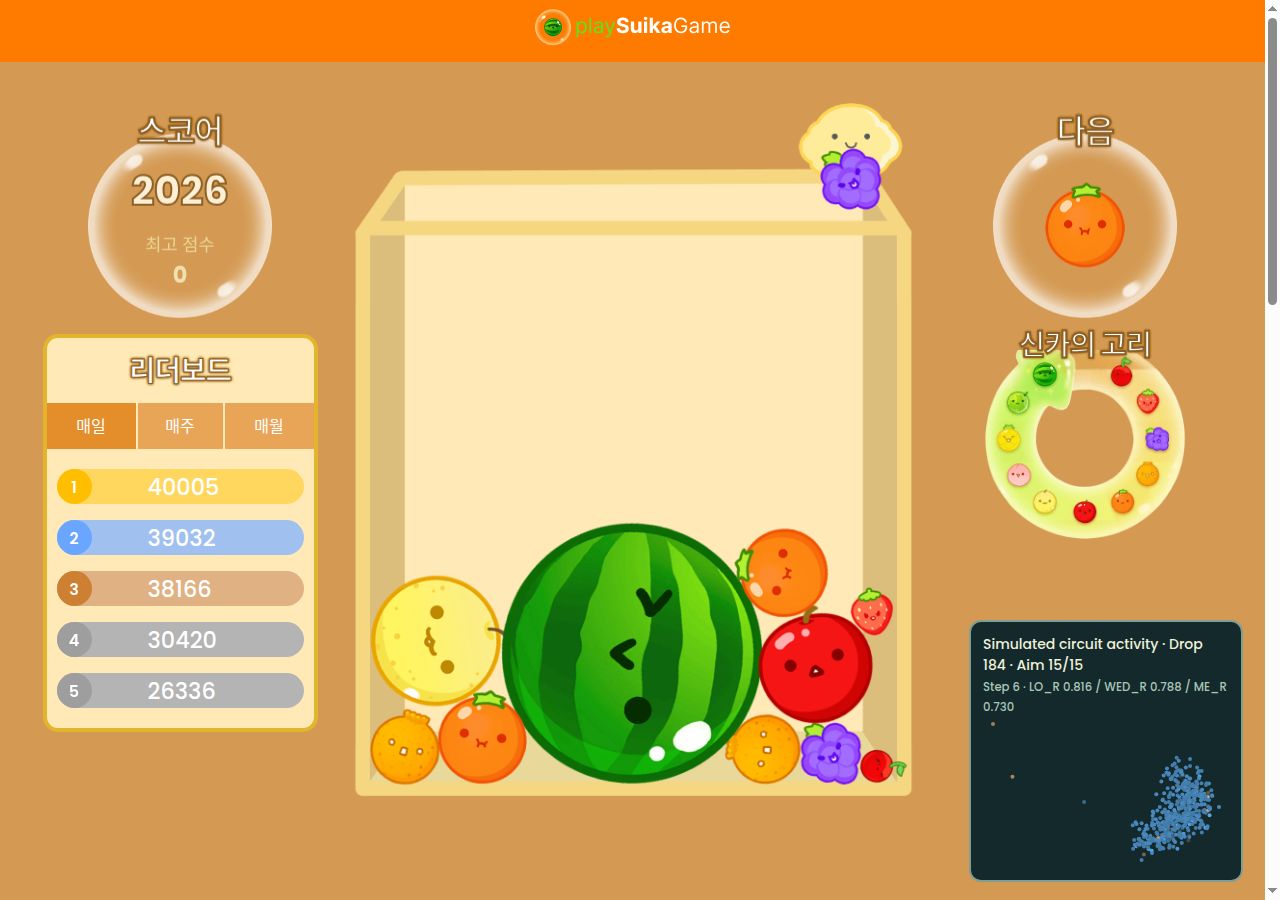 playSuikaGame
스코어
2026
최고 점수
0
리더보드
매일
매주
매월
1 40005
2 39032
3 38166
4 30420
5 26336
다음
신카의 고리
Simulated circuit activity · Drop
184 · Aim 15/15
Step 6 · LO_R 0.816 / WED_R 0.788 / ME_R
0.730